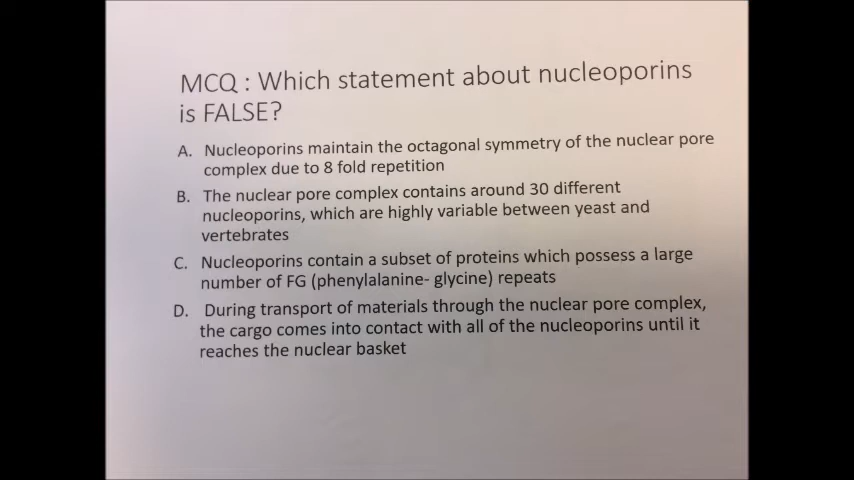 MCQ : Which statement about nucleoporins
is FALSE?
A. Nucleoporins maintain the octagonal symmetry of the nuclear pore
complex due to 8 fold repetition
B. The nuclear pore complex contains around 30 different
nucleoporins, which are highly variable between yeast and
vertebrates
C. Nucleoporins contain a subset of proteins which possess a large
number of FG (phenylalanine- glycine) repeats
D. During transport of materials through the nuclear pore complex,
the cargo comes into contact with all of the nucleoporins until it
reaches the nuclear basket